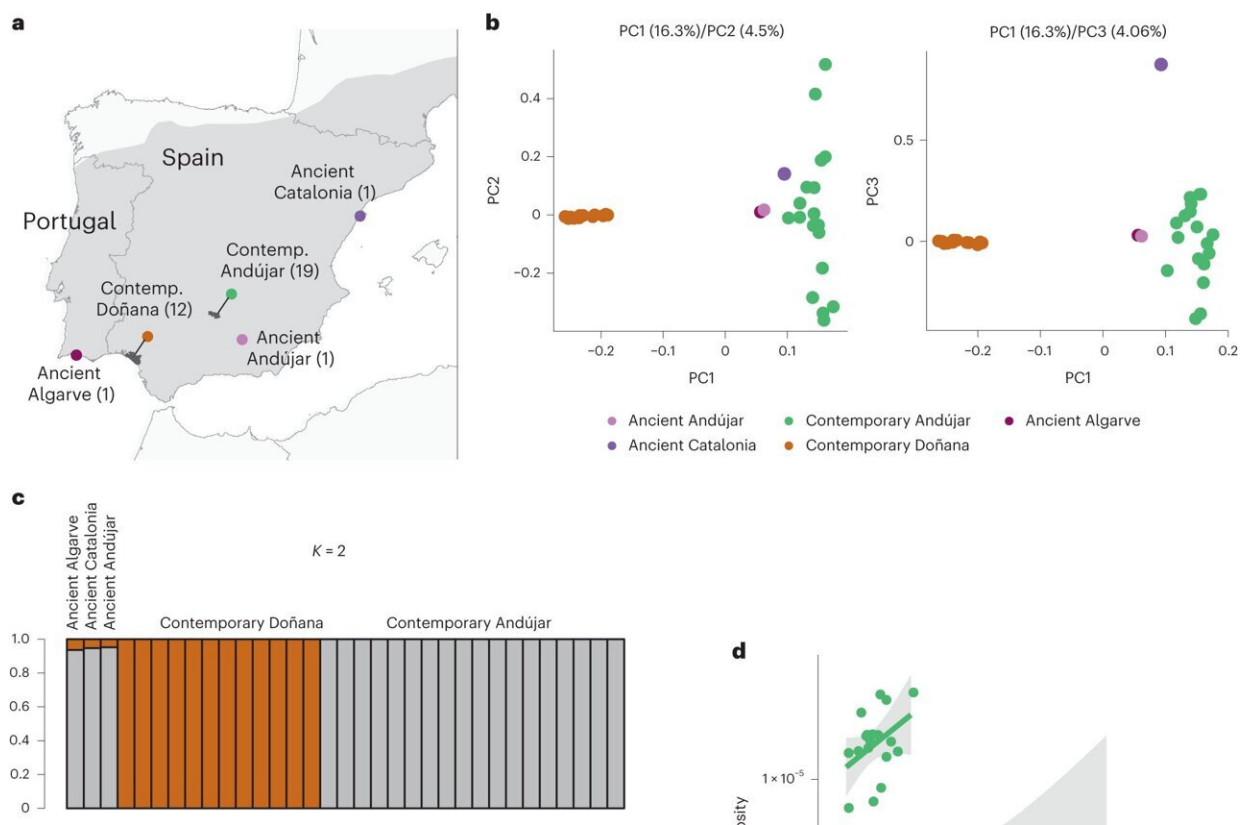 a
Spain
Portugal
Ancient
Catalonia (1)
Contemp.
Andújar (19)
Contemp.
Doñana (12)
Ancient
Andújar (1)
Ancient
Algarve (1)
b
PC1 (16.3%)/PC2 (4.5%)
0.4
0.2
0
−0.2
PC2
−0.2
−0.1
0
0.1
PC1
PC1 (16.3%)/PC3 (4.06%)
0.5
0
PC3
−0.2
−0.1
0
0.1
0.2
PC1
Ancient Andújar
Contemporary Andújar
Ancient Algarve
Ancient Catalonia
Contemporary Doñana
c
Ancient Algarve
Ancient Catalonia
Ancient Andújar
K = 2
Contemporary Doñana
Contemporary Andújar
1.0
0.8
0.6
0.4
0.2
0
d
1 × 10⁻⁵
osity